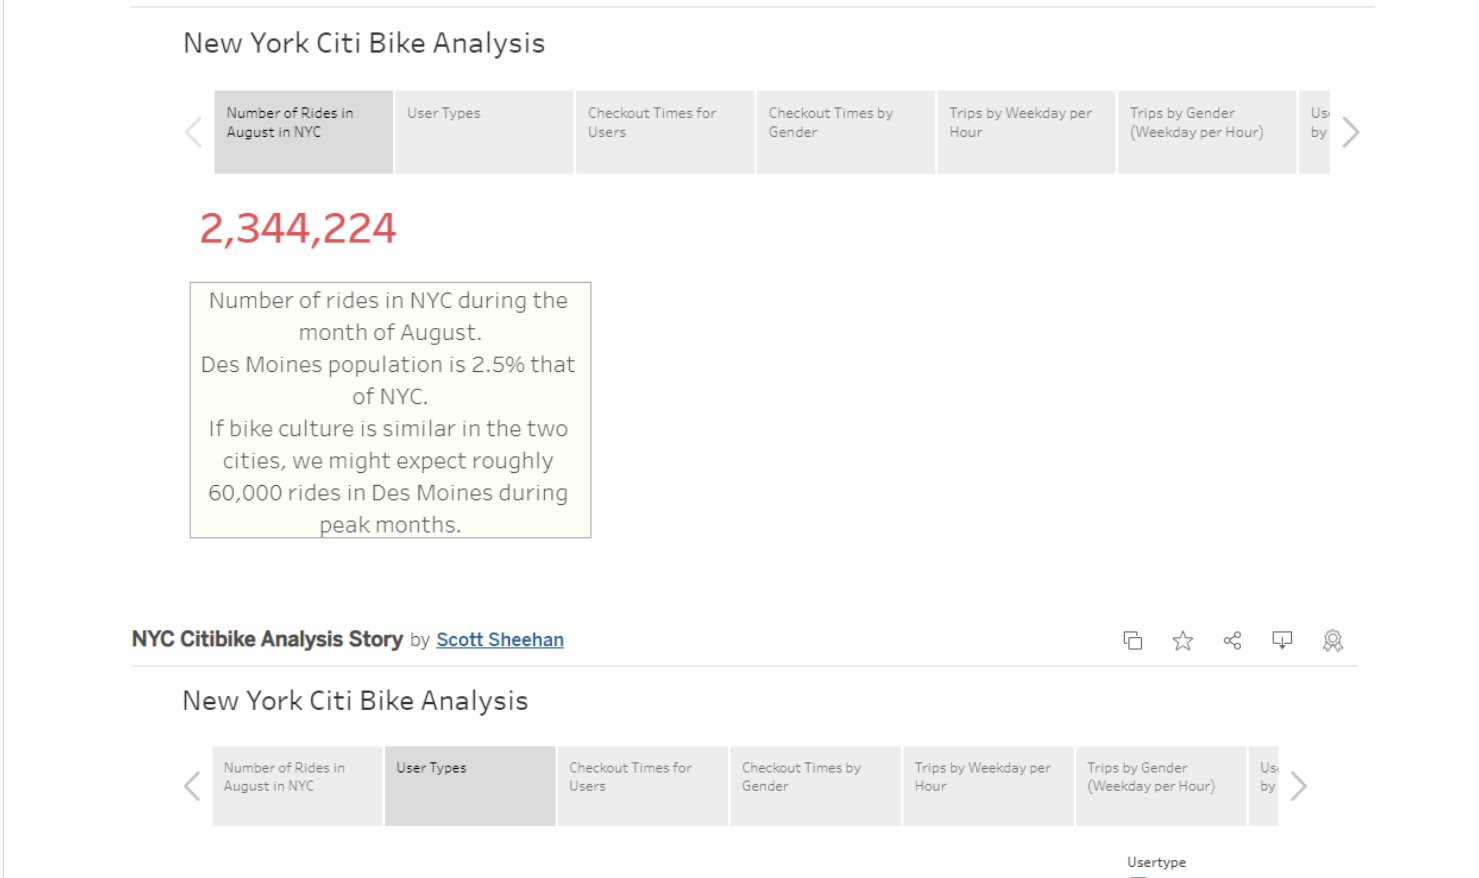 New York Citi Bike Analysis
Number of Rides in
August in NYC
User Types
Checkout Times for
Users
Checkout Times by
Gender
Trips by Weekday per
Hour
Trips by Gender
(Weekday per Hour)
by
2,344,224
Number of rides in NYC during the
month of August.
Des Moines population is 2.5% that
of NYC.
If bike culture is similar in the two
cities, we might expect roughly
60,000 rides in Des Moines during
peak months.
NYC Citibike Analysis Story by Scott Sheehan
New York Citi Bike Analysis
Number of Rides in
August in NYC
User Types
Checkout Times for
Users
Checkout Times by
Gender
Trips by Weekday per
Hour
Trips by Gender
(Weekday per Hour)
by
Usertype